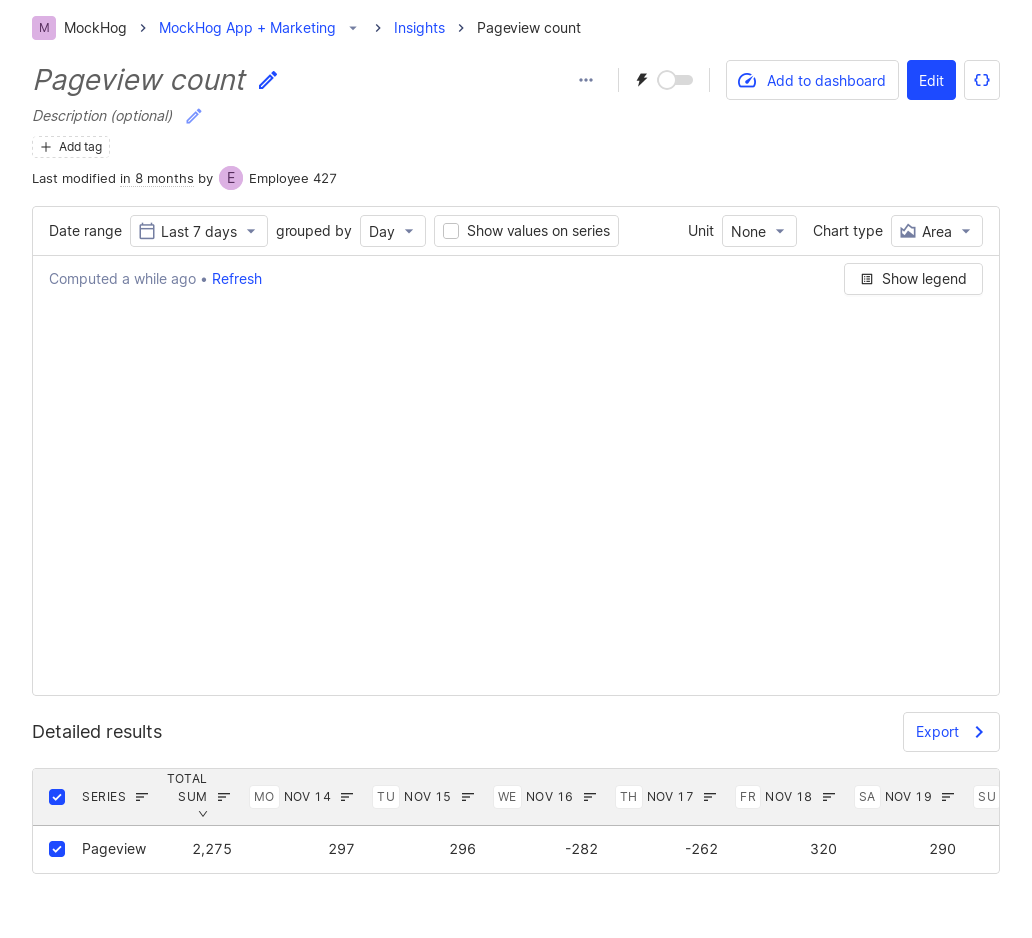 M MockHog MockHog App + Marketing Insights Pageview count
Pageview count
Add to dashboard Edit
Description (optional)
Add tag
Last modified in 8 months by E Employee 427
Date range Last 7 days grouped by Day Show values on series Unit None Chart type Area
Computed a while ago • Refresh Show legend
Detailed results Export
SERIES TOTAL SUM MO NOV 14 TU NOV 15 WE NOV 16 TH NOV 17 FR NOV 18 SA NOV 19 SU
Pageview 2,275 297 296 -282 -262 320 290